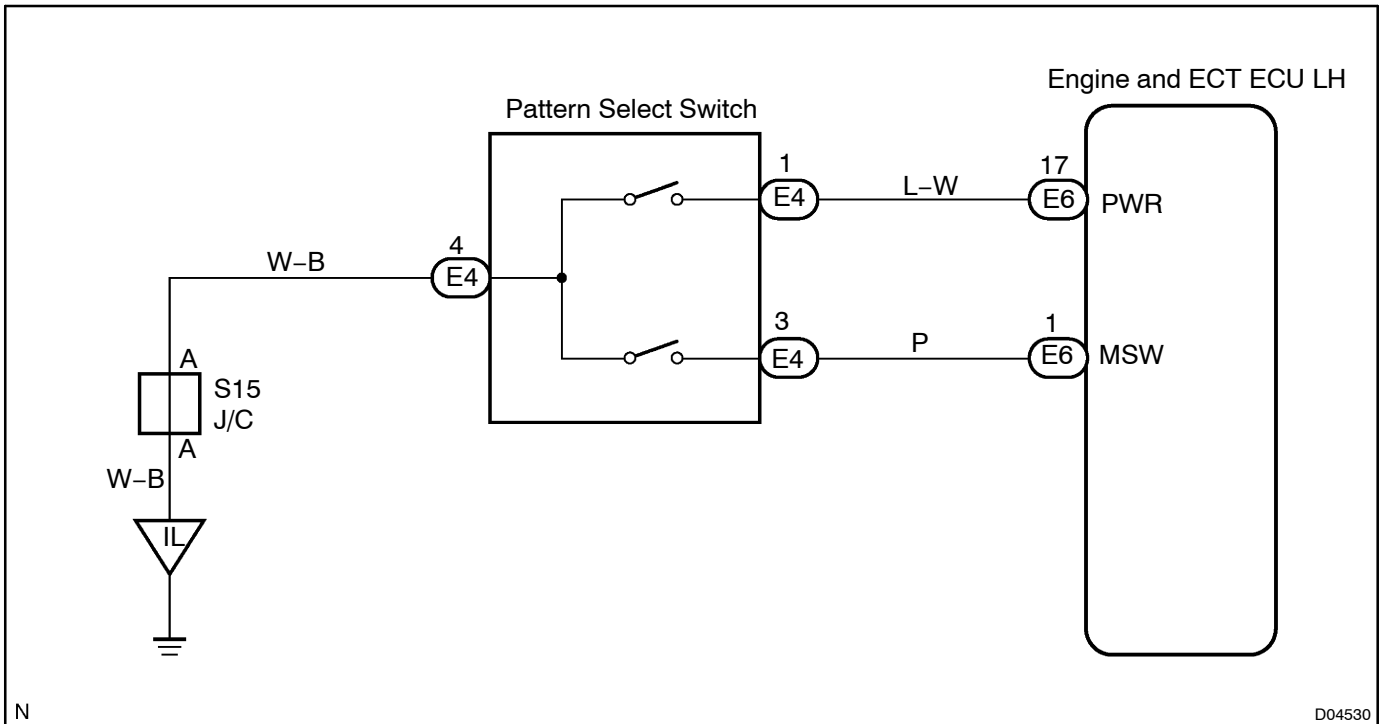 Engine and ECT ECU LH
Pattern Select Switch
1
17
E4
L−W
E6
PWR
4
W−B
E4
3
1
E4
P
E6
MSW
A
S15
J/C
A
W−B
IL
N
D04530